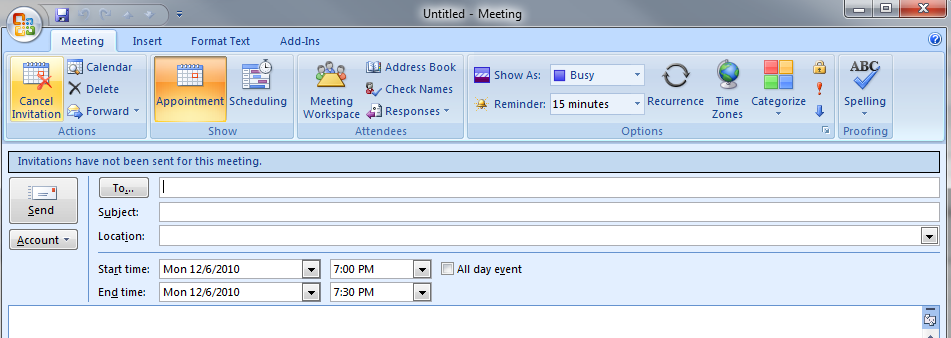 Untitled - Meeting
Meeting Insert Format Text Add-Ins
Cancel Invitation
Calendar
Delete
Forward
Actions
Appointment
Scheduling
Show
Meeting Workspace
Address Book
Check Names
Responses
Attendees
Show As: Busy
Reminder: 15 minutes
Recurrence
Time Zones
Categorize
Options
ABC
Spelling
Proofing
Invitations have not been sent for this meeting.
Send
Account
To...
Subject:
Location:
Start time: Mon 12/6/2010 7:00 PM All day event
End time: Mon 12/6/2010 7:30 PM